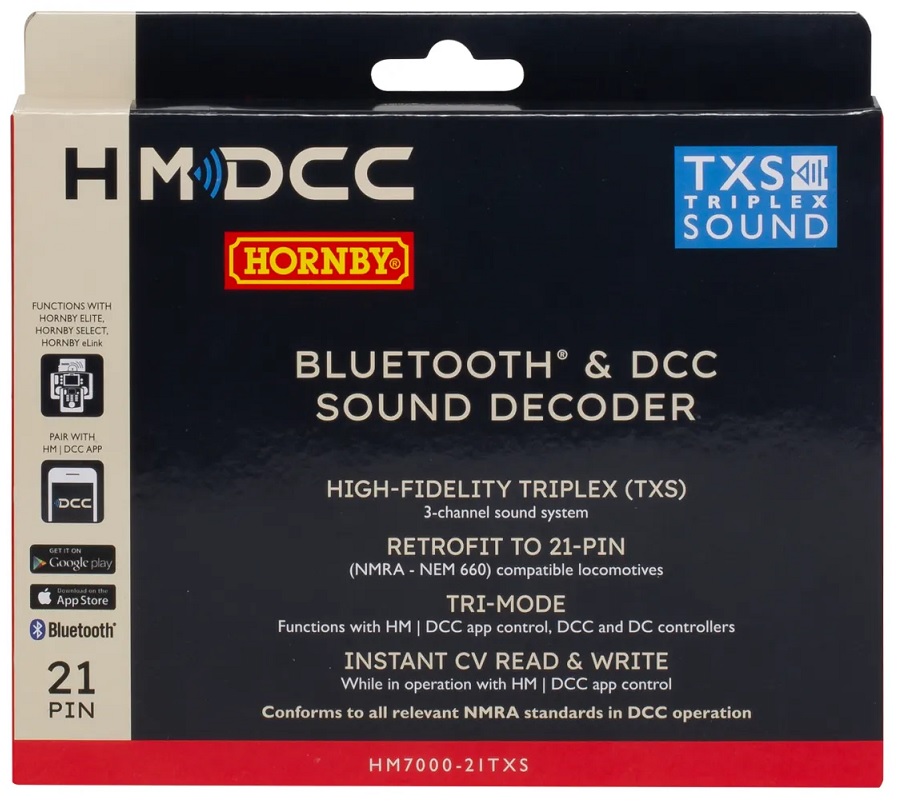 HM DCC
HORNBY®
TXS
TRIPLEX
SOUND
FUNCTIONS WITH
HORNBY ELITE,
HORNBY SELECT,
HORNBY eLink
PAIR WITH
HM | DCC APP
DCC
GET IT ON
Google play
Download on the
App Store
Bluetooth®
21
PIN
BLUETOOTH® & DCC
SOUND DECODER
HIGH-FIDELITY TRIPLEX (TXS)
3-channel sound system
RETROFIT TO 21-PIN
(NMRA - NEM 660) compatible locomotives
TRI-MODE
Functions with HM | DCC app control, DCC and DC controllers
INSTANT CV READ & WRITE
While in operation with HM | DCC app control
Conforms to all relevant NMRA standards in DCC operation
HM7000-21TXS